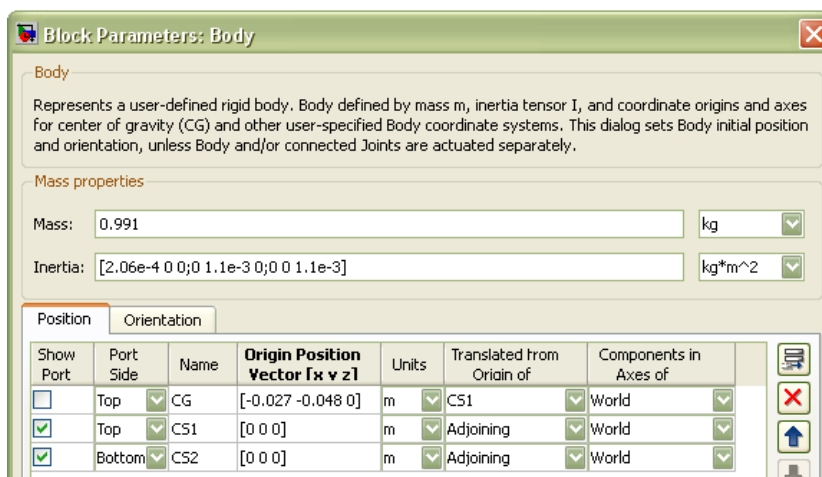 Block Parameters: Body
Body
Represents a user-defined rigid body. Body defined by mass m, inertia tensor I, and coordinate origins and axes
for center of gravity (CG) and other user-specified Body coordinate systems. This dialog sets Body initial position
and orientation, unless Body and/or connected Joints are actuated separately.
Mass properties
Mass: 0.991 kg
Inertia: [2.06e-4 0 0;0 1.1e-3 0;0 0 1.1e-3] kg*m^2
Position Orientation
Show Port Port Side Name Origin Position Vector [x y z] Units Translated from Origin of Components in Axes of
Top CG [-0.027 -0.048 0] m CS1 World
Top CS1 [0 0 0] m Adjoining World
Bottom CS2 [0 0 0] m Adjoining World